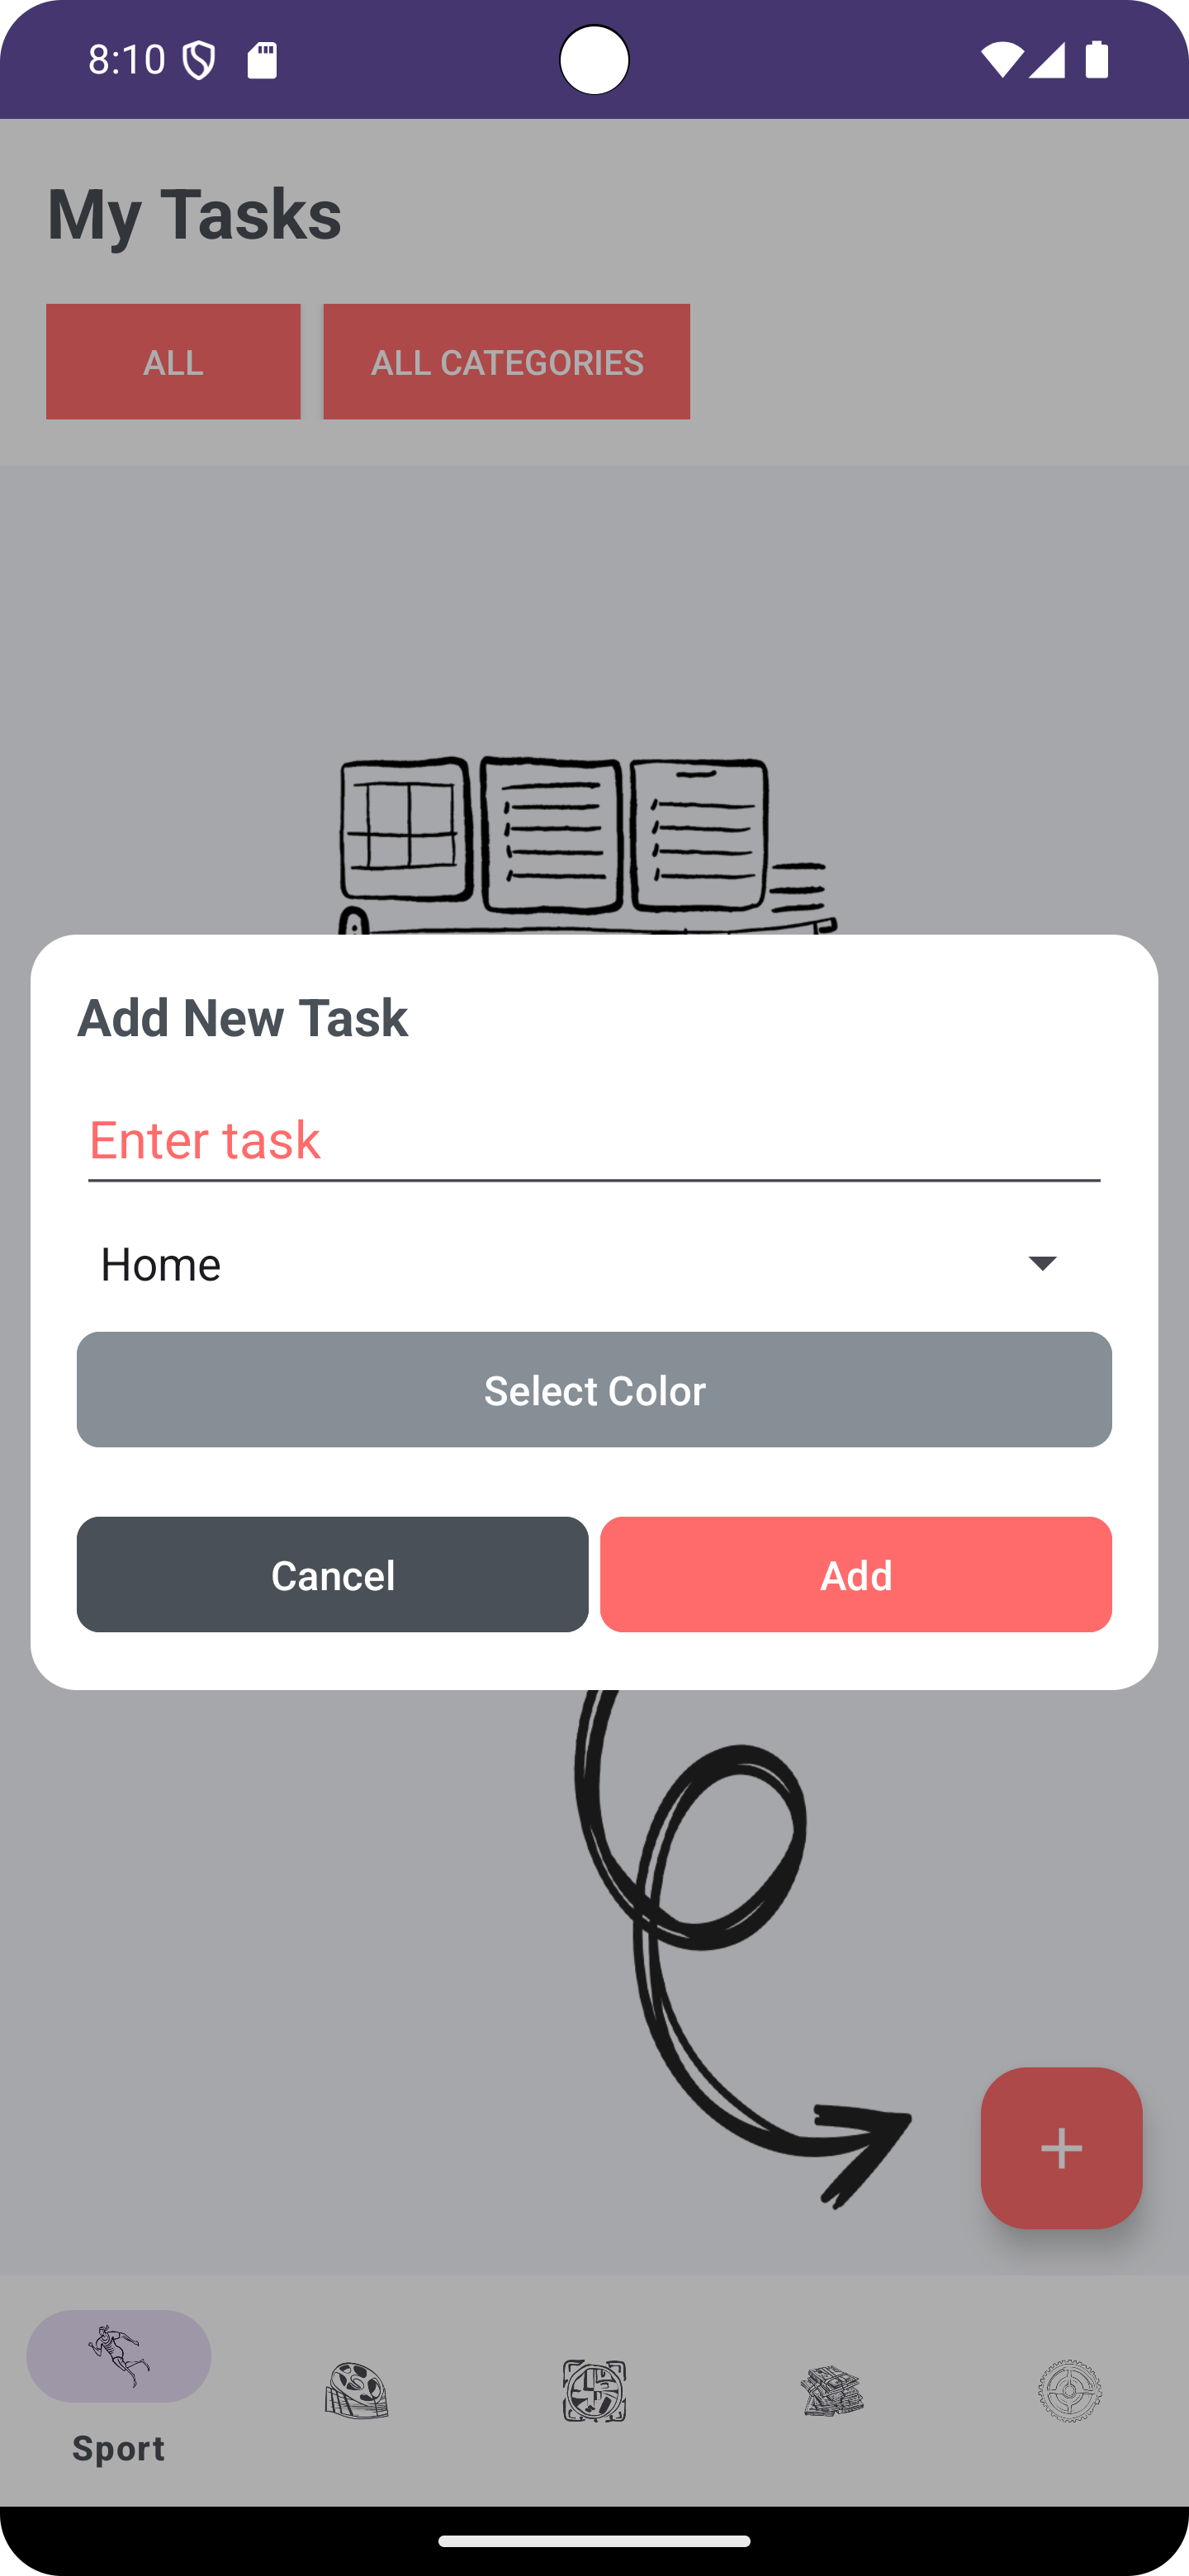 8:10
My Tasks
ALL
ALL CATEGORIES
Add New Task
Enter task
Home
Select Color
Cancel
Add
Sport